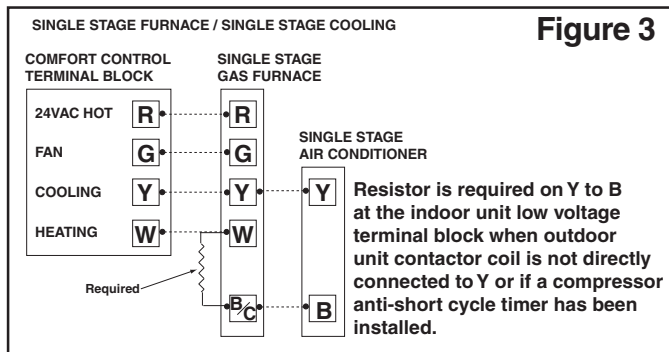 SINGLE STAGE FURNACE / SINGLE STAGE COOLING
Figure 3
COMFORT CONTROL
TERMINAL BLOCK
SINGLE STAGE
GAS FURNACE
24VAC HOT R R
FAN G G
SINGLE STAGE
AIR CONDITIONER
COOLING Y Y Y
HEATING W W
Required
B/C B
Resistor is required on Y to B
at the indoor unit low voltage
terminal block when outdoor
unit contactor coil is not directly
connected to Y or if a compressor
anti-short cycle timer has been
installed.